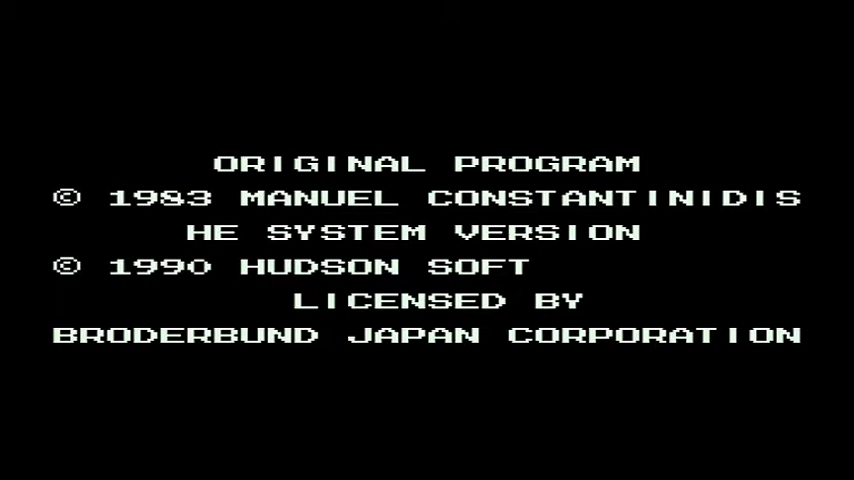 ORIGINAL PROGRAM
© 1983 MANUEL CONSTANTINIDIS
HE SYSTEM VERSION
© 1990 HUDSON SOFT
LICENSED BY
BRODERBUND JAPAN CORPORATION